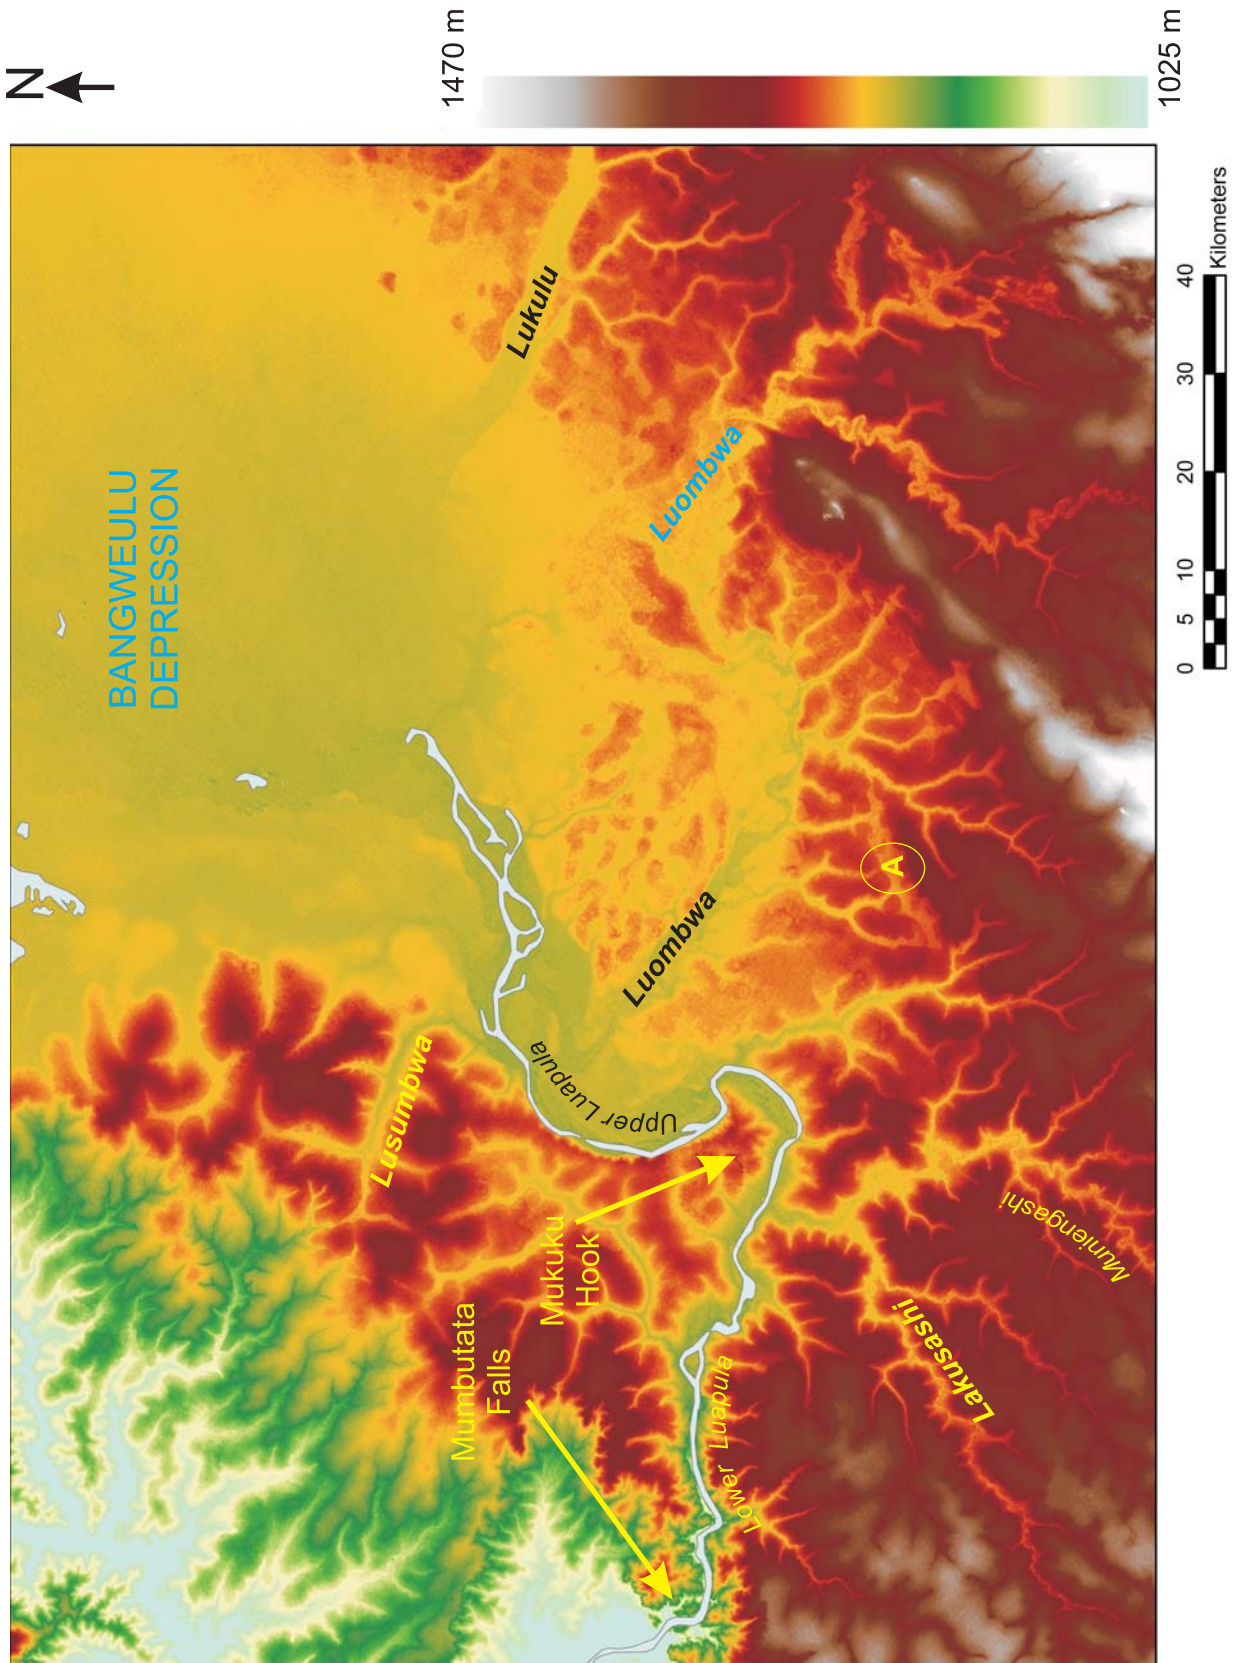 N
1470 m
1025 m
BANGWEULU
DEPRESSION
Lukulu
Luombwa
Luombwa
A
Lusumbwa
Upper Luapula
Mukuku
Hook
Mumbutata
Falls
Lower Luapula
Lakusashi
Muniengashi
0 5 10 20 30 40
Kilometers